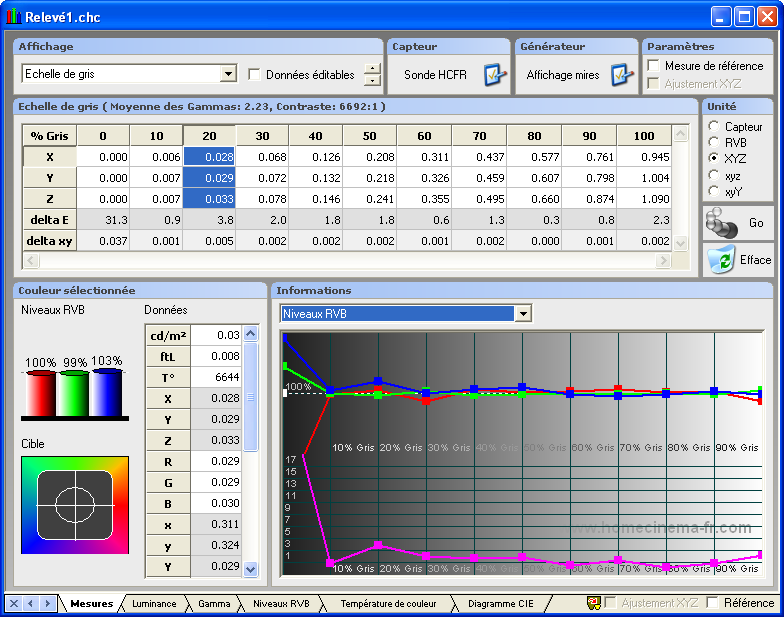 Relevé1.chc
Affichage
Echelle de gris
Données éditables
Capteur
Sonde HCFR
Générateur
Affichage mires
Paramètres
Mesure de référence
Ajustement XYZ
Echelle de gris ( Moyenne des Gammas: 2.23, Contraste: 6692:1 )
% Gris 0 10 20 30 40 50 60 70 80 90 100
X 0.000 0.006 0.028 0.068 0.126 0.208 0.311 0.437 0.577 0.761 0.945
Y 0.000 0.007 0.029 0.072 0.132 0.218 0.326 0.459 0.607 0.798 1.004
Z 0.000 0.007 0.033 0.078 0.146 0.241 0.355 0.495 0.660 0.874 1.090
delta E 31.3 0.9 3.8 2.0 1.8 1.8 0.6 1.3 0.3 0.8 2.3
delta xy 0.037 0.001 0.005 0.002 0.002 0.002 0.001 0.002 0.000 0.001 0.002
Unité
Capteur
RVB
XYZ
xyz
xyY
Go
Efface
Couleur sélectionnée
Niveaux RVB
100% 99% 103%
Cible
Données
cd/m² 0.03
ftL 0.008
T° 6644
X 0.028
Y 0.029
Z 0.033
R 0.029
G 0.029
B 0.030
x 0.311
y 0.324
Y 0.029
Informations
Niveaux RVB
100%
10% Gris 20% Gris 30% Gris 40% Gris 50% Gris 60% Gris 70% Gris 80% Gris 90% Gris
17
15
13
11
9
7
5
3
1
www.homecinema-fr.com
10% Gris 20% Gris 30% Gris 40% Gris 50% Gris 60% Gris 70% Gris 80% Gris 90% Gris
Mesures
Luminance
Gamma
Niveaux RVB
Température de couleur
Diagramme CIE
Ajustement XYZ
Référence